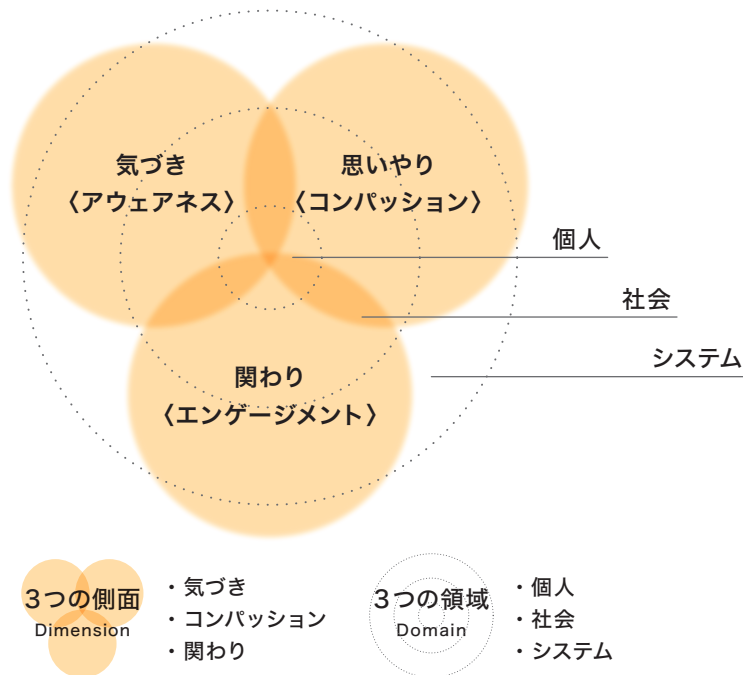 気づき
〈アウェアネス〉
思いやり
〈コンパッション〉
個人
社会
システム
関わり
〈エンゲージメント〉
3つの側面
Dimension
・気づき
・コンパッション
・関わり
3つの領域
Domain
・個人
・社会
・システム